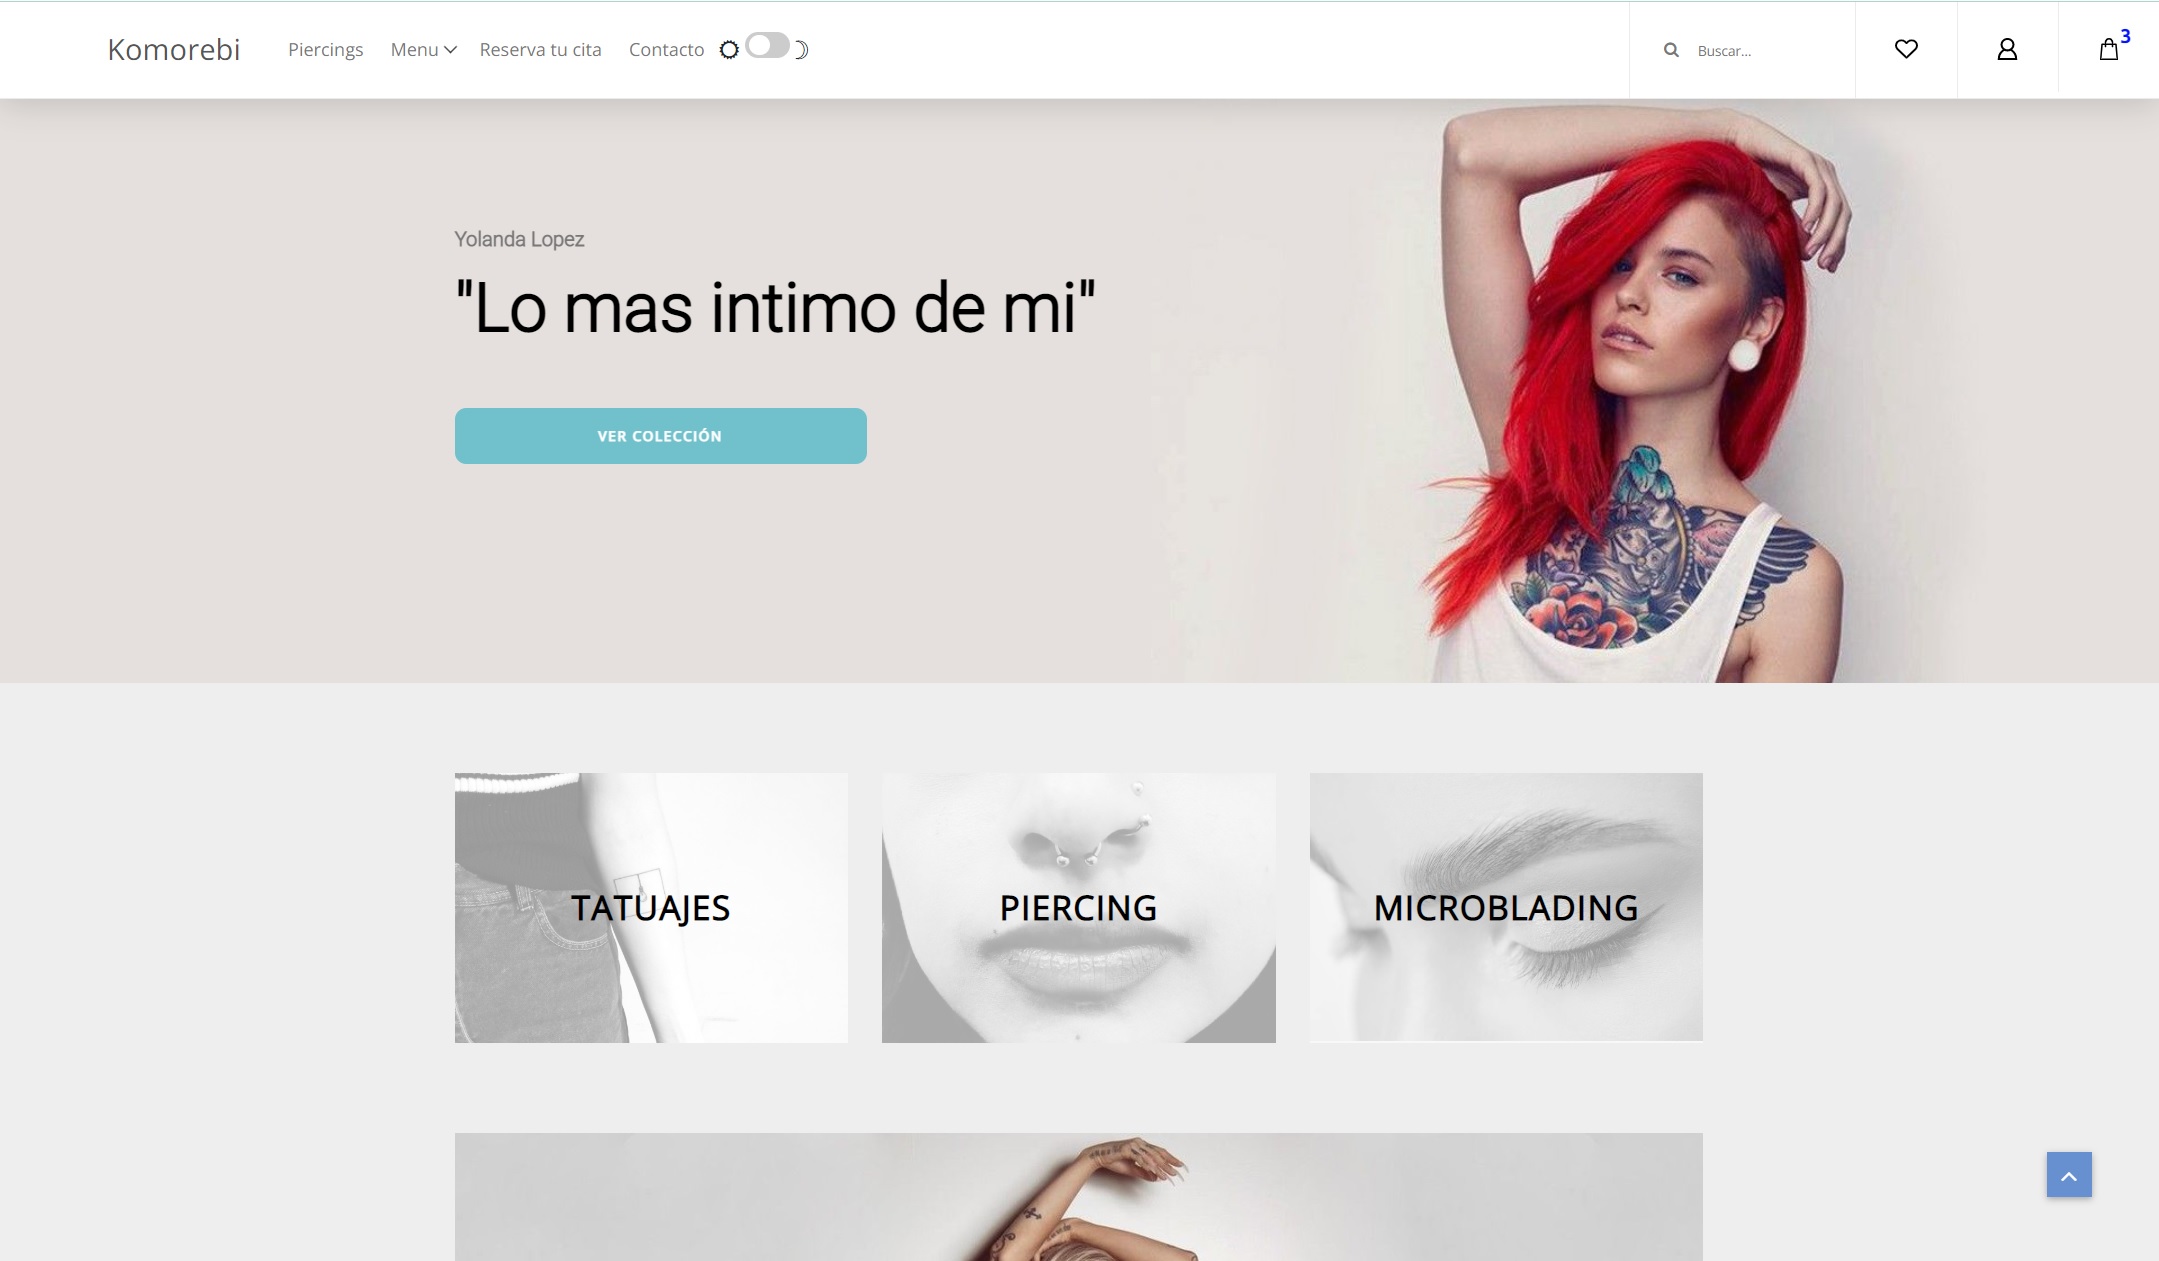 Komorebi
Piercings
Menu
Reserva tu cita
Contacto
Buscar...
3
Yolanda Lopez
"Lo mas intimo de mi"
VER COLECCIÓN
TATUAJES
PIERCING
MICROBLADING